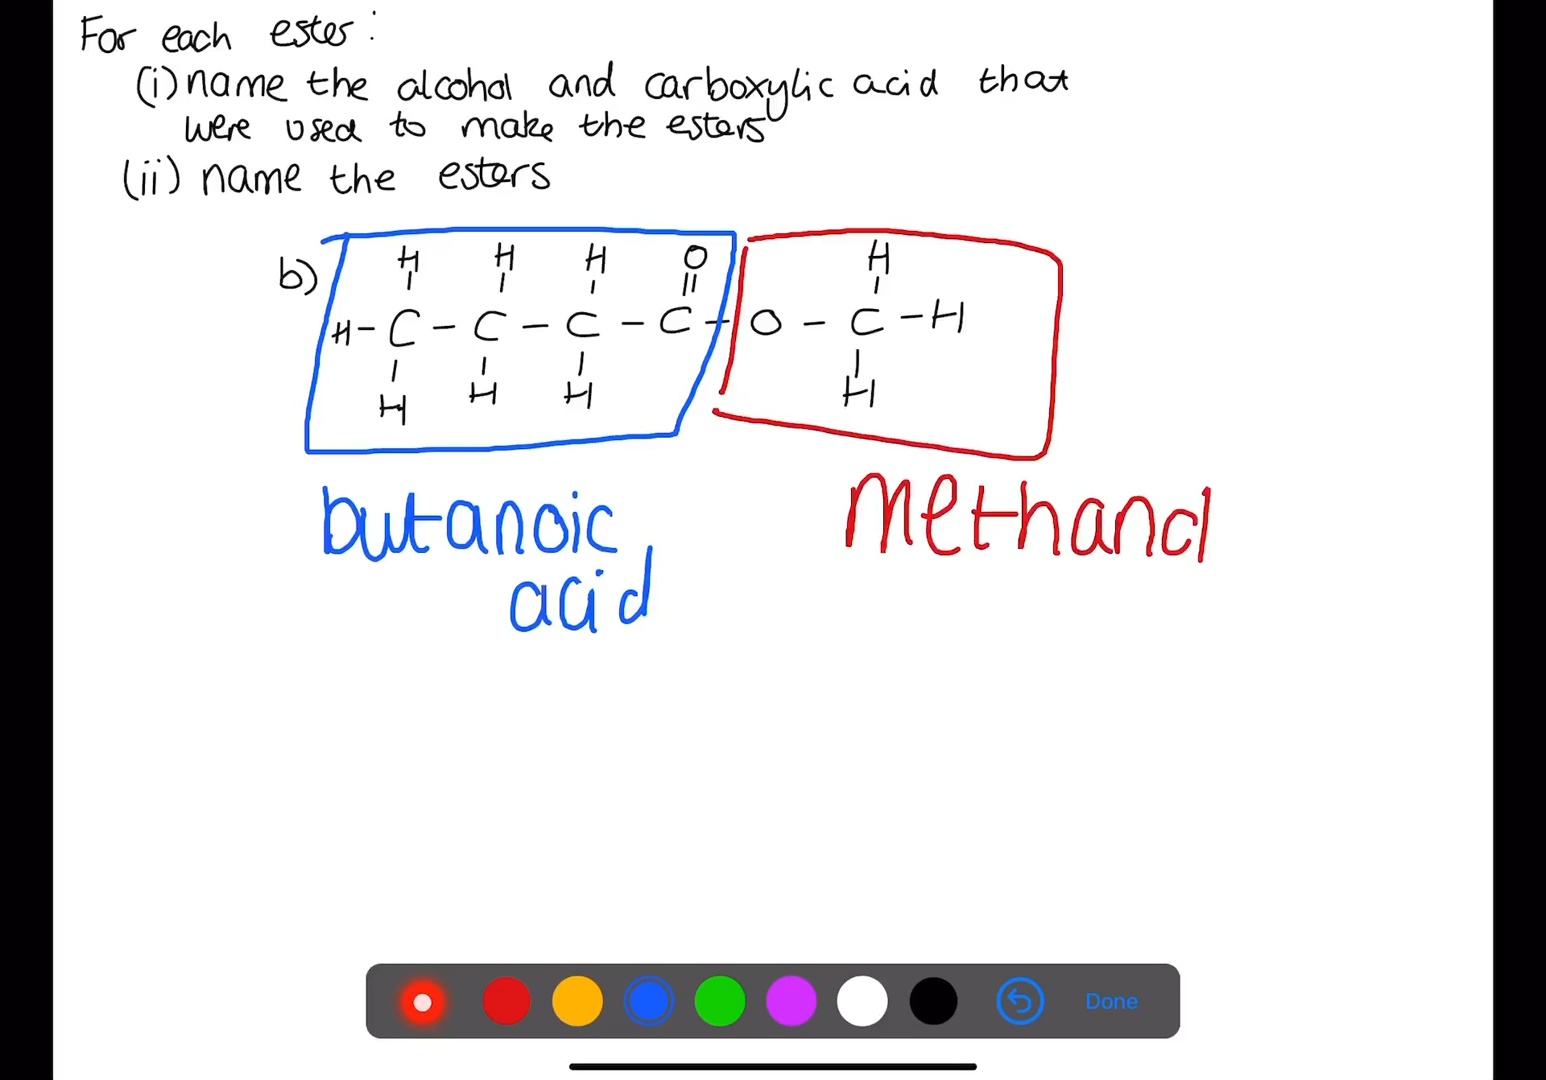 For each ester:
(i) name the alcohol and carboxylic acid that
were used to make the esters
(ii) name the esters
b)
H H H O H
H - C - C - C - C - O - C - H
H H H H
butanoic
acid
methanol
Done